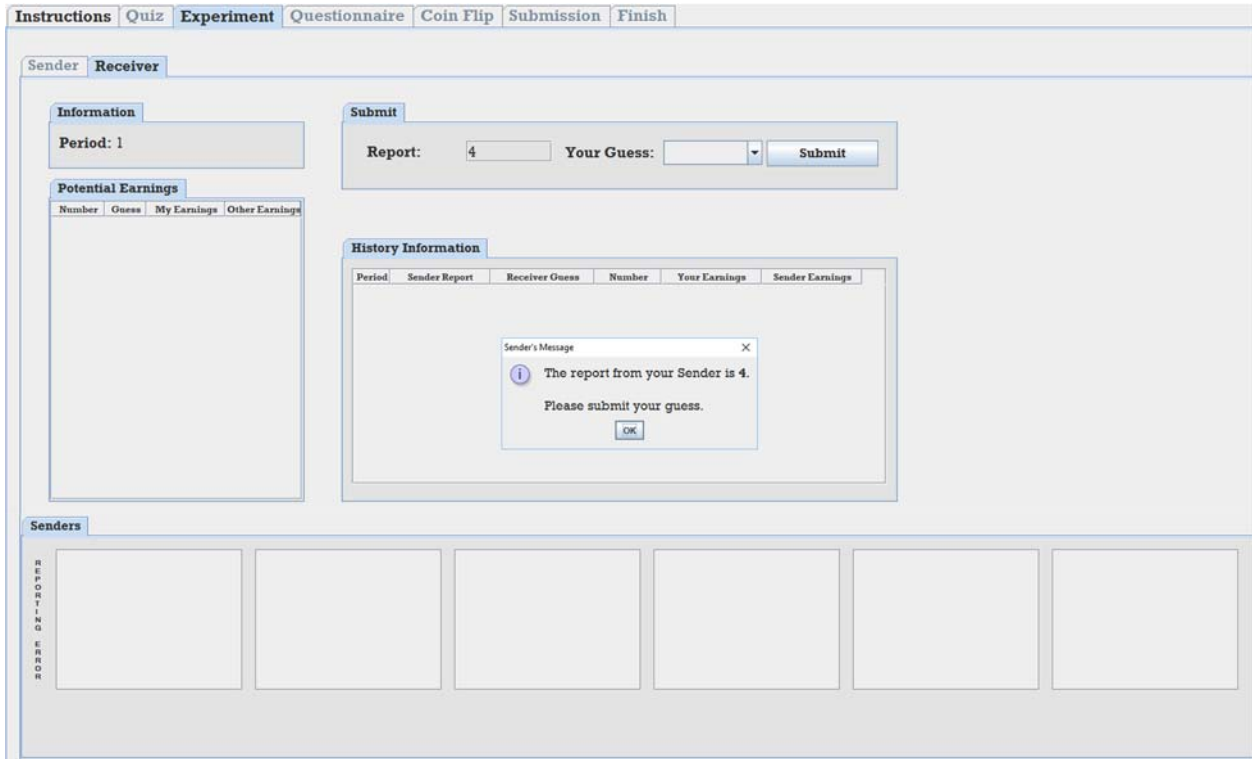 Instructions Quiz Experiment Questionnaire Coin Flip Submission Finish
Sender Receiver
Information
Period: 1
Submit
Report: 4 Your Guess: Submit
Potential Earnings
Number Guess My Earnings Other Earnings
History Information
Period Sender Report Receiver Guess Number Your Earnings Sender Earnings
Sender's Message
The report from your Sender is 4.
Please submit your guess.
OK
Senders
REPORTING ERROR